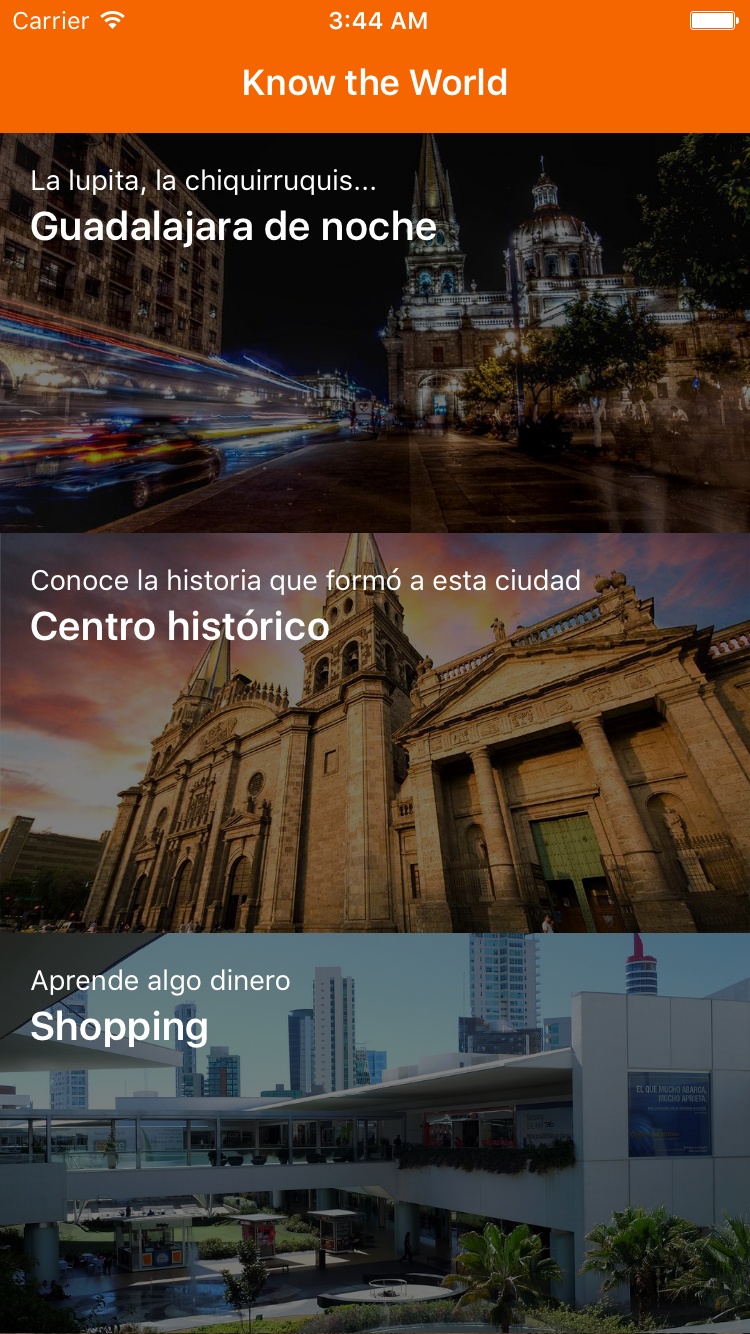 Carrier 3:44 AM
Know the World
La lupita, la chiquirruquis...
Guadalajara de noche
Conoce la historia que formó a esta ciudad
Centro histórico
Aprende algo dinero
Shopping
EL QUE MUCHO ABARCA,
MUCHO APRIETA.